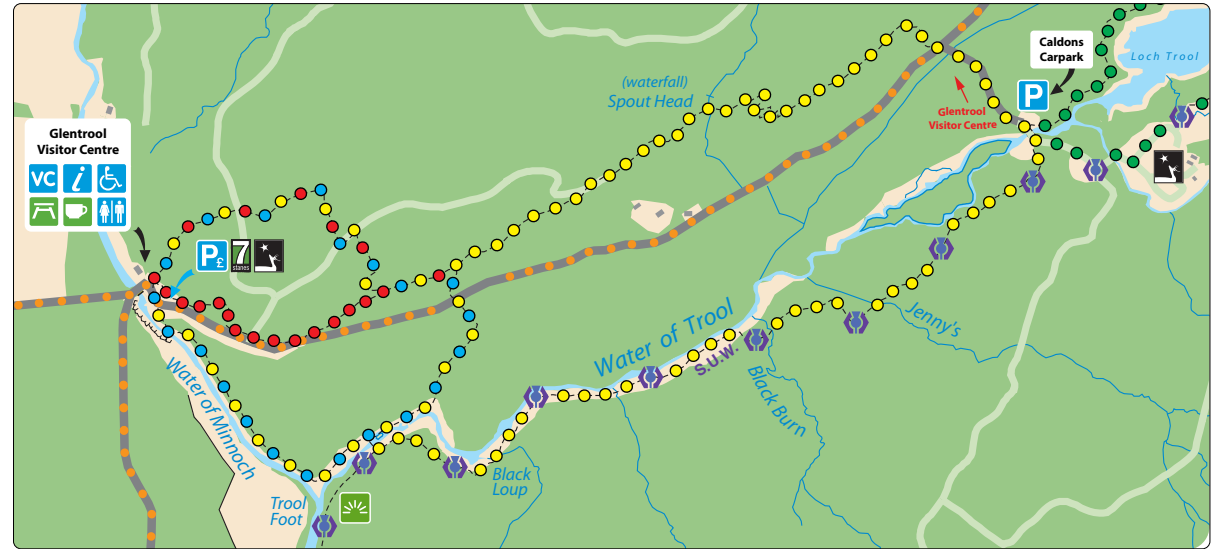 Glentrool
Visitor Centre
VC
i
P£
7
stanes
(waterfall)
Spout Head
Caldons
Carpark
P
Loch Trool
Glentrool
Visitor Centre
Water of Trool
S.U.W.
Jenny's
Black Burn
Water of Minnoch
Black
Loup
Trool
Foot